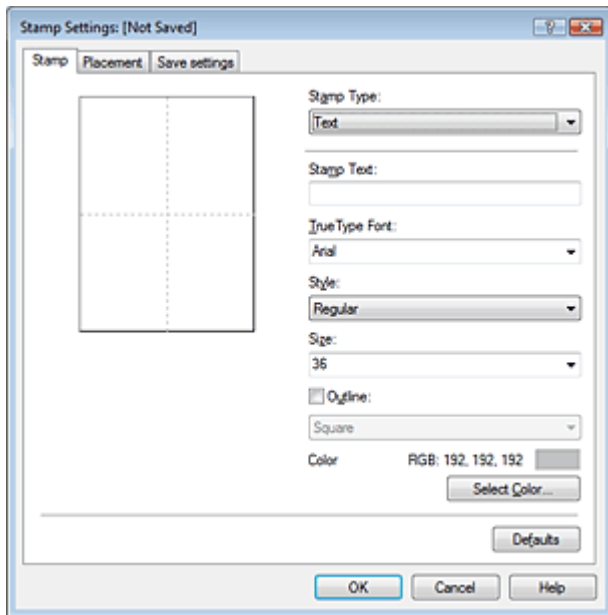 Stamp Settings: [Not Saved]
Stamp Placement Save settings
Stamp Type:
Text
Stamp Text:
TrueType Font:
Arial
Style:
Regular
Size:
36
Outline:
Square
Color RGB: 192, 192, 192
Select Color...
Defaults
OK Cancel Help